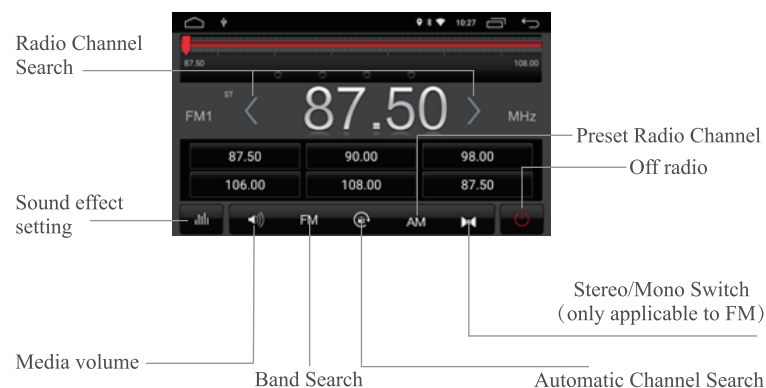 10:27
Radio Channel
Search
87.50 108.00
ST
FM1 87.50 MHz
Preset Radio Channel
87.50 90.00 98.00
Off radio
106.00 108.00 87.50
Sound effect
setting
FM AM
Stereo/Mono Switch
(only applicable to FM)
Media volume
Band Search
Automatic Channel Search